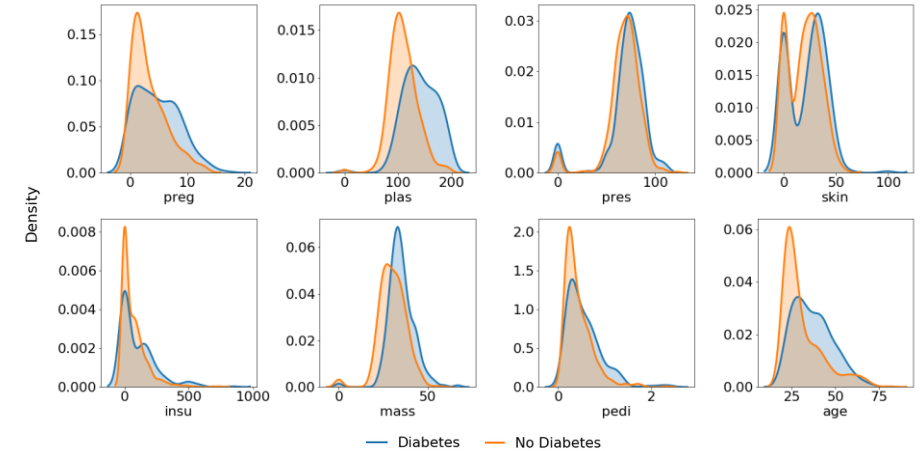 0.15
0.10
0.05
0.00
0 10 20
preg
0.015
0.010
0.005
0.000
0 100 200
plas
0.03
0.02
0.01
0.00
0 100
pres
0.025
0.020
0.015
0.010
0.005
0.000
0 50 100
skin
Density
0.008
0.006
0.004
0.002
0.000
0 500 1000
insu
0.06
0.04
0.02
0.00
0 50
mass
2.0
1.5
1.0
0.5
0.0
0 2
pedi
0.06
0.04
0.02
0.00
25 50 75
age
Diabetes No Diabetes